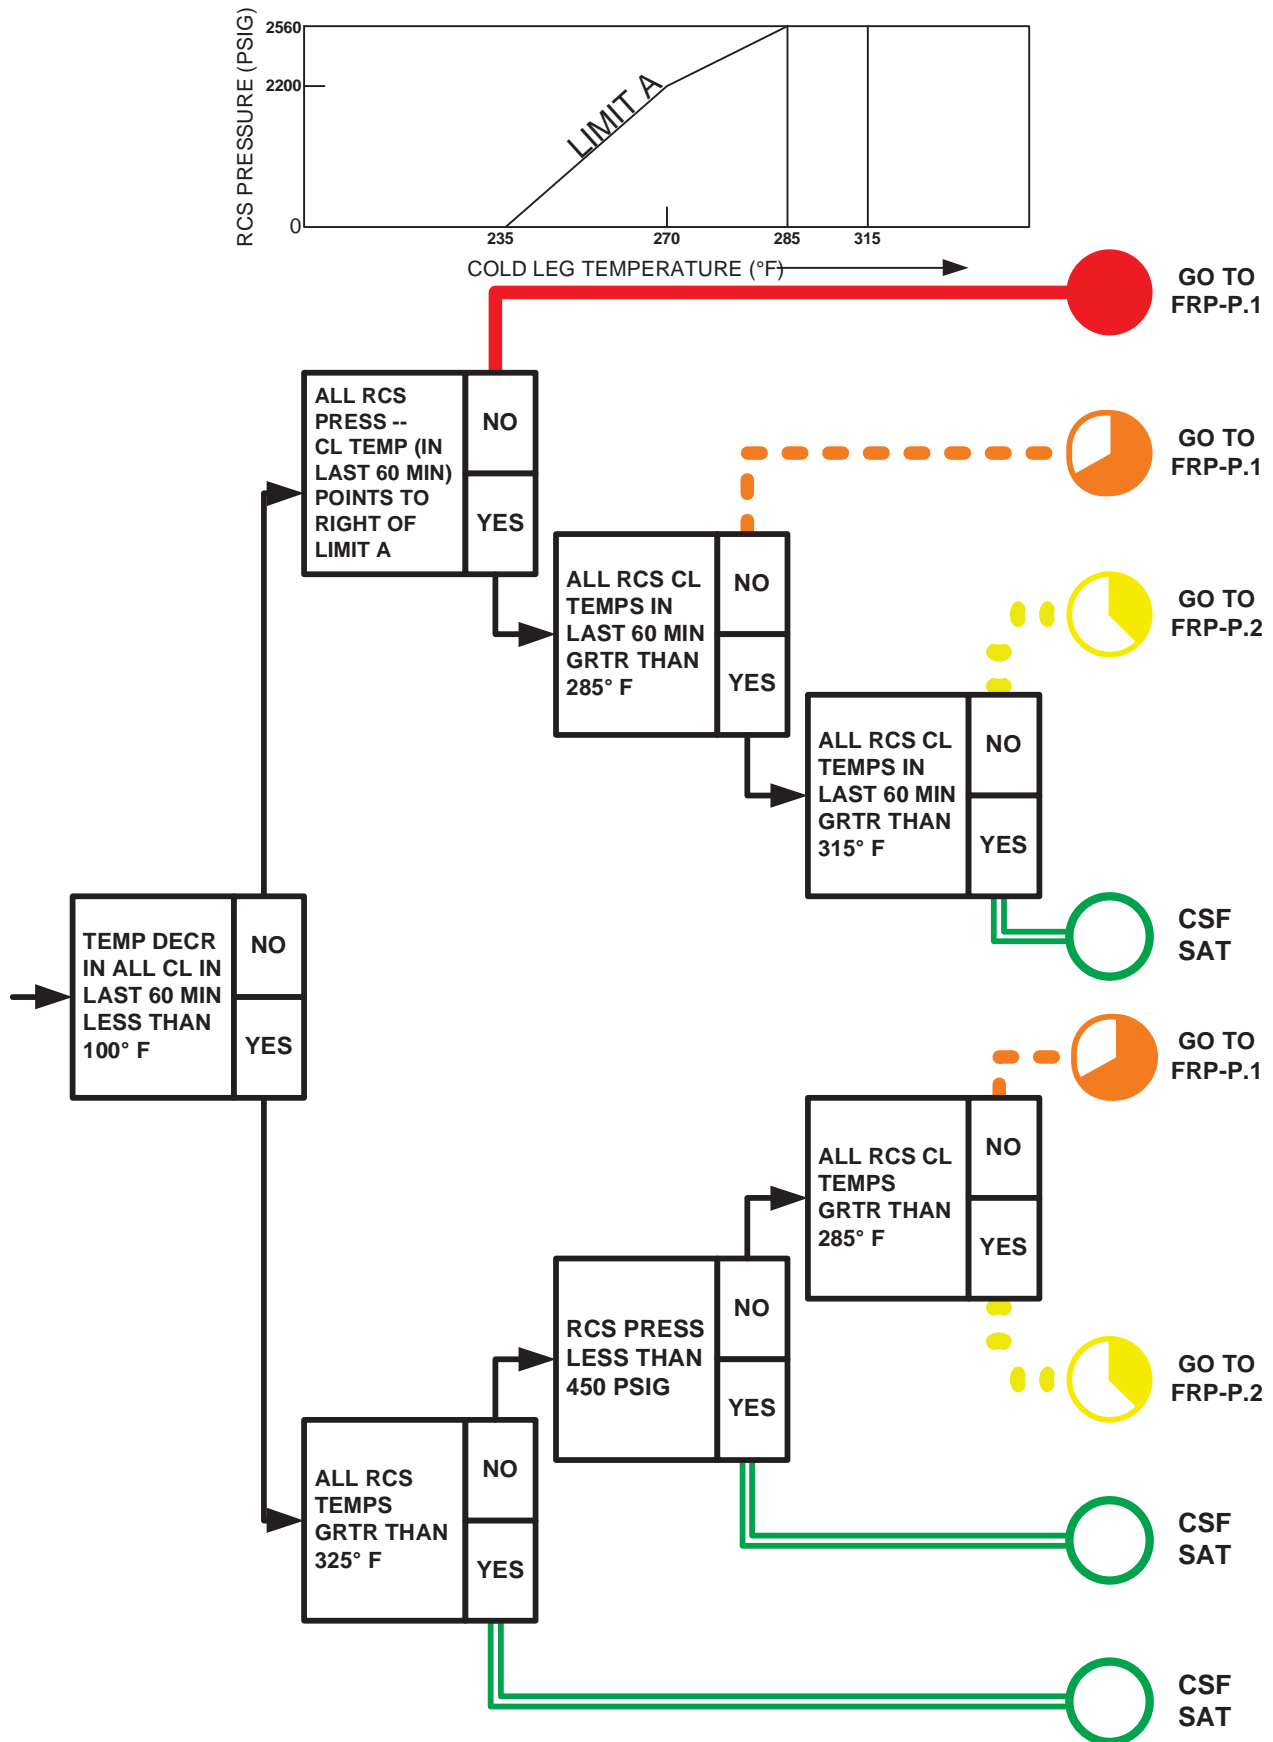 2560
2200
0
RCS PRESSURE (PSIG)
LIMIT A
235
270
285
315
COLD LEG TEMPERATURE (°F)
GO TO
FRP-P.1
ALL RCS
PRESS --
CL TEMP (IN
LAST 60 MIN)
POINTS TO
RIGHT OF
LIMIT A
NO
YES
GO TO
FRP-P.1
ALL RCS CL
TEMPS IN
LAST 60 MIN
GRTR THAN
285° F
NO
YES
GO TO
FRP-P.2
ALL RCS CL
TEMPS IN
LAST 60 MIN
GRTR THAN
315° F
NO
YES
CSF
SAT
TEMP DECR
IN ALL CL IN
LAST 60 MIN
LESS THAN
100° F
NO
YES
GO TO
FRP-P.1
ALL RCS CL
TEMPS
GRTR THAN
285° F
NO
YES
RCS PRESS
LESS THAN
450 PSIG
NO
YES
GO TO
FRP-P.2
ALL RCS
TEMPS
GRTR THAN
325° F
NO
YES
CSF
SAT
CSF
SAT